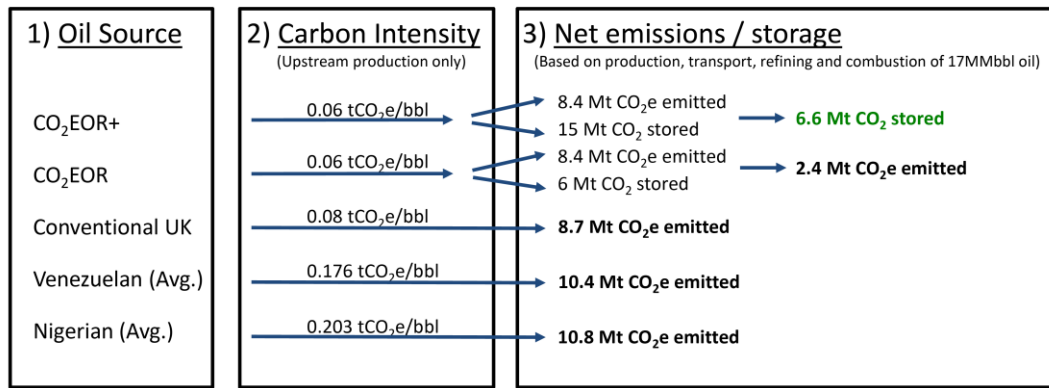 1) Oil Source
2) Carbon Intensity
(Upstream production only)
3) Net emissions / storage
(Based on production, transport, refining and combustion of 17MMbbl oil)
CO₂EOR+
0.06 tCO₂e/bbl
8.4 Mt CO₂e emitted
15 Mt CO₂ stored
6.6 Mt CO₂ stored
CO₂EOR
0.06 tCO₂e/bbl
8.4 Mt CO₂e emitted
6 Mt CO₂ stored
2.4 Mt CO₂e emitted
Conventional UK
0.08 tCO₂e/bbl
8.7 Mt CO₂e emitted
Venezuelan (Avg.)
0.176 tCO₂e/bbl
10.4 Mt CO₂e emitted
Nigerian (Avg.)
0.203 tCO₂e/bbl
10.8 Mt CO₂e emitted